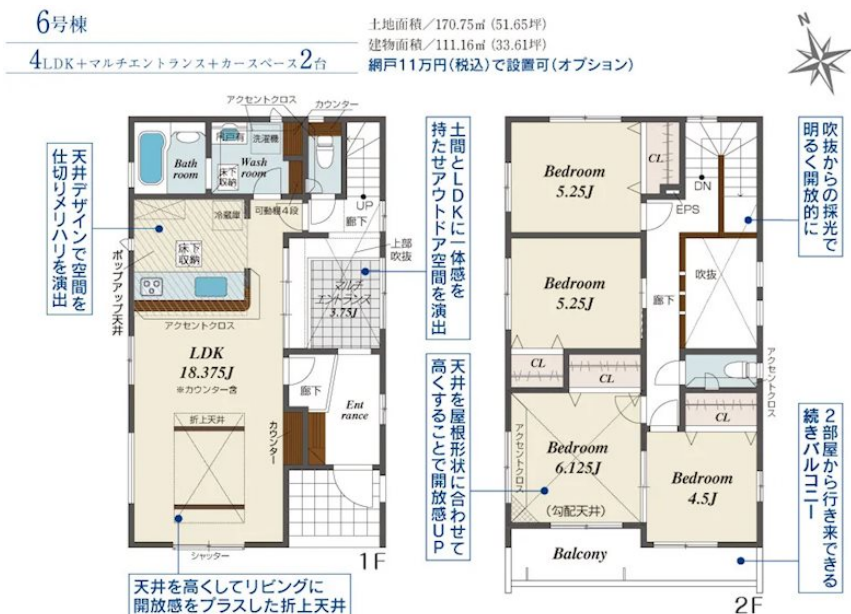 6号棟
4LDK+マルチエントランス+カースペース2台
土地面積／170.75㎡（51.65坪）
建物面積／111.16㎡（33.61坪）
網戸11万円(税込)で設置可(オプション)
N
天井デザインで空間を
仕切りメリハリを演出
アクセントクロス
カウンター
Bath
room
吊戸有
洗濯機
Wash
room
床下
収納
冷蔵庫
可動棚4段
UP
廊下
上部
吹抜
床下
収納
ポップアップ天井
マルチ
エントランス
3.75J
アクセントクロス
LDK
18.375J
※カウンター含
廊下
Ent
rance
折上天井
カウンター
シャッター
1F
天井を高くしてリビングに
開放感をプラスした折上天井
土間とLDKに一体感を
持たせアウトドア空間を演出
天井を屋根形状に合わせて
高くすることで開放感UP
Bedroom
5.25J
CL
DN
EPS
Bedroom
5.25J
廊下
吹抜
CL
CL
アクセントクロス
CL
アクセントクロス
Bedroom
6.125J
(勾配天井)
Bedroom
4.5J
Balcony
2F
吹抜からの採光で
明るく開放的に
2部屋から行き来できる
続きバルコニー